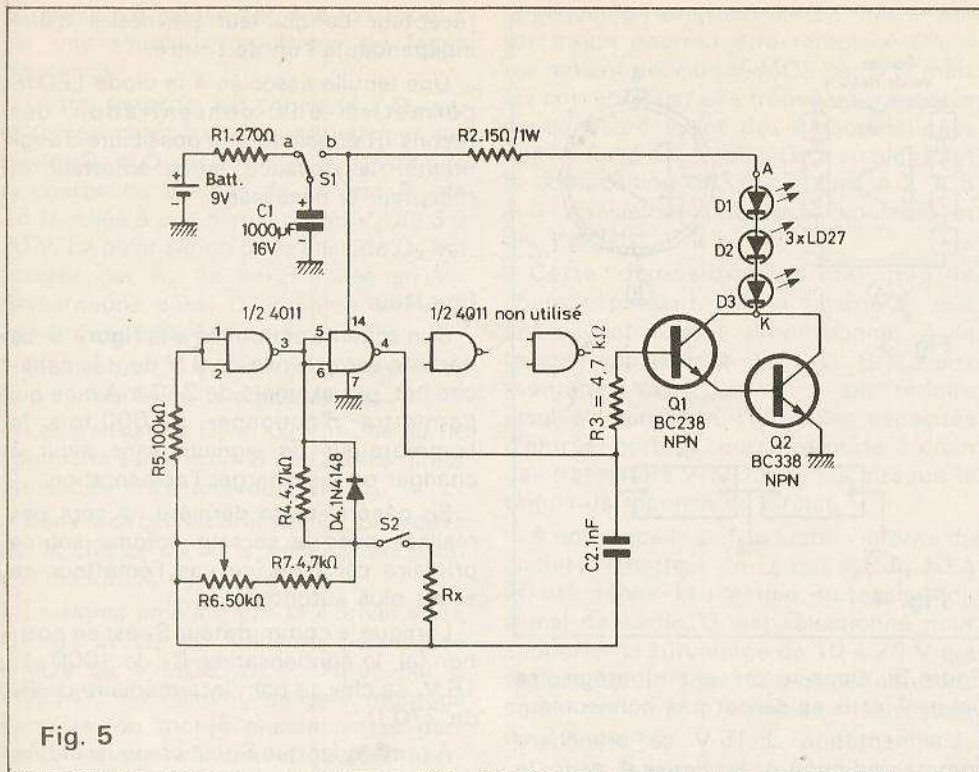 R1.270Ω
a
b
S1
R2.15Ω/1W
Batt.
9V
C1
1000µF
16V
+
-
A
D1
D2
3xLD27
D3
K
1/2 4011
1/2 4011 non utilisé
1
2
3
5
6
14
4
7
R3 = 4,7 kΩ
Q1
BC238
NPN
Q2
BC338
NPN
R5.100kΩ
R4.4,7kΩ
D4.1N4148
S2
R6.50kΩ
R7.4,7kΩ
Rx
C2.1nF
Fig. 5